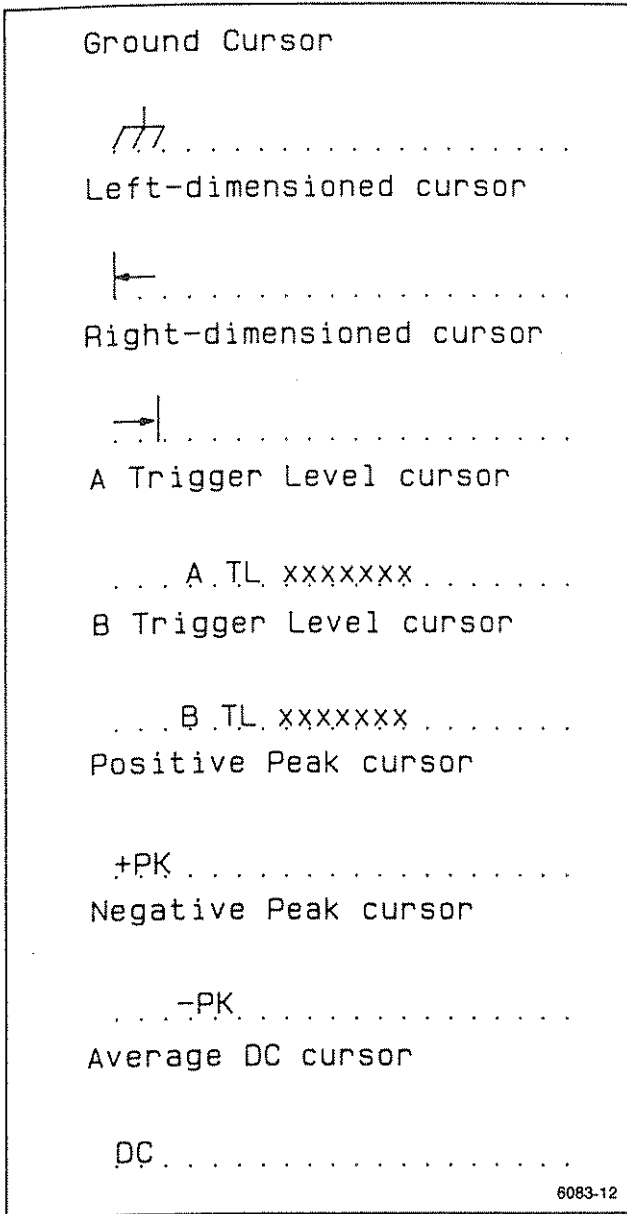 Ground Cursor
Left-dimensioned cursor
Right-dimensioned cursor
A Trigger Level cursor
. . . A . TL . XXXXXXX . . . . . . .
B Trigger Level cursor
. . . B . TL . XXXXXXX . . . . . . .
Positive Peak cursor
+PK . . . . . . . . . . . . . . . . . .
Negative Peak cursor
. . . -PK . . . . . . . . . . . . . . .
Average DC cursor
DC . . . . . . . . . . . . . . . . . .
6083-12